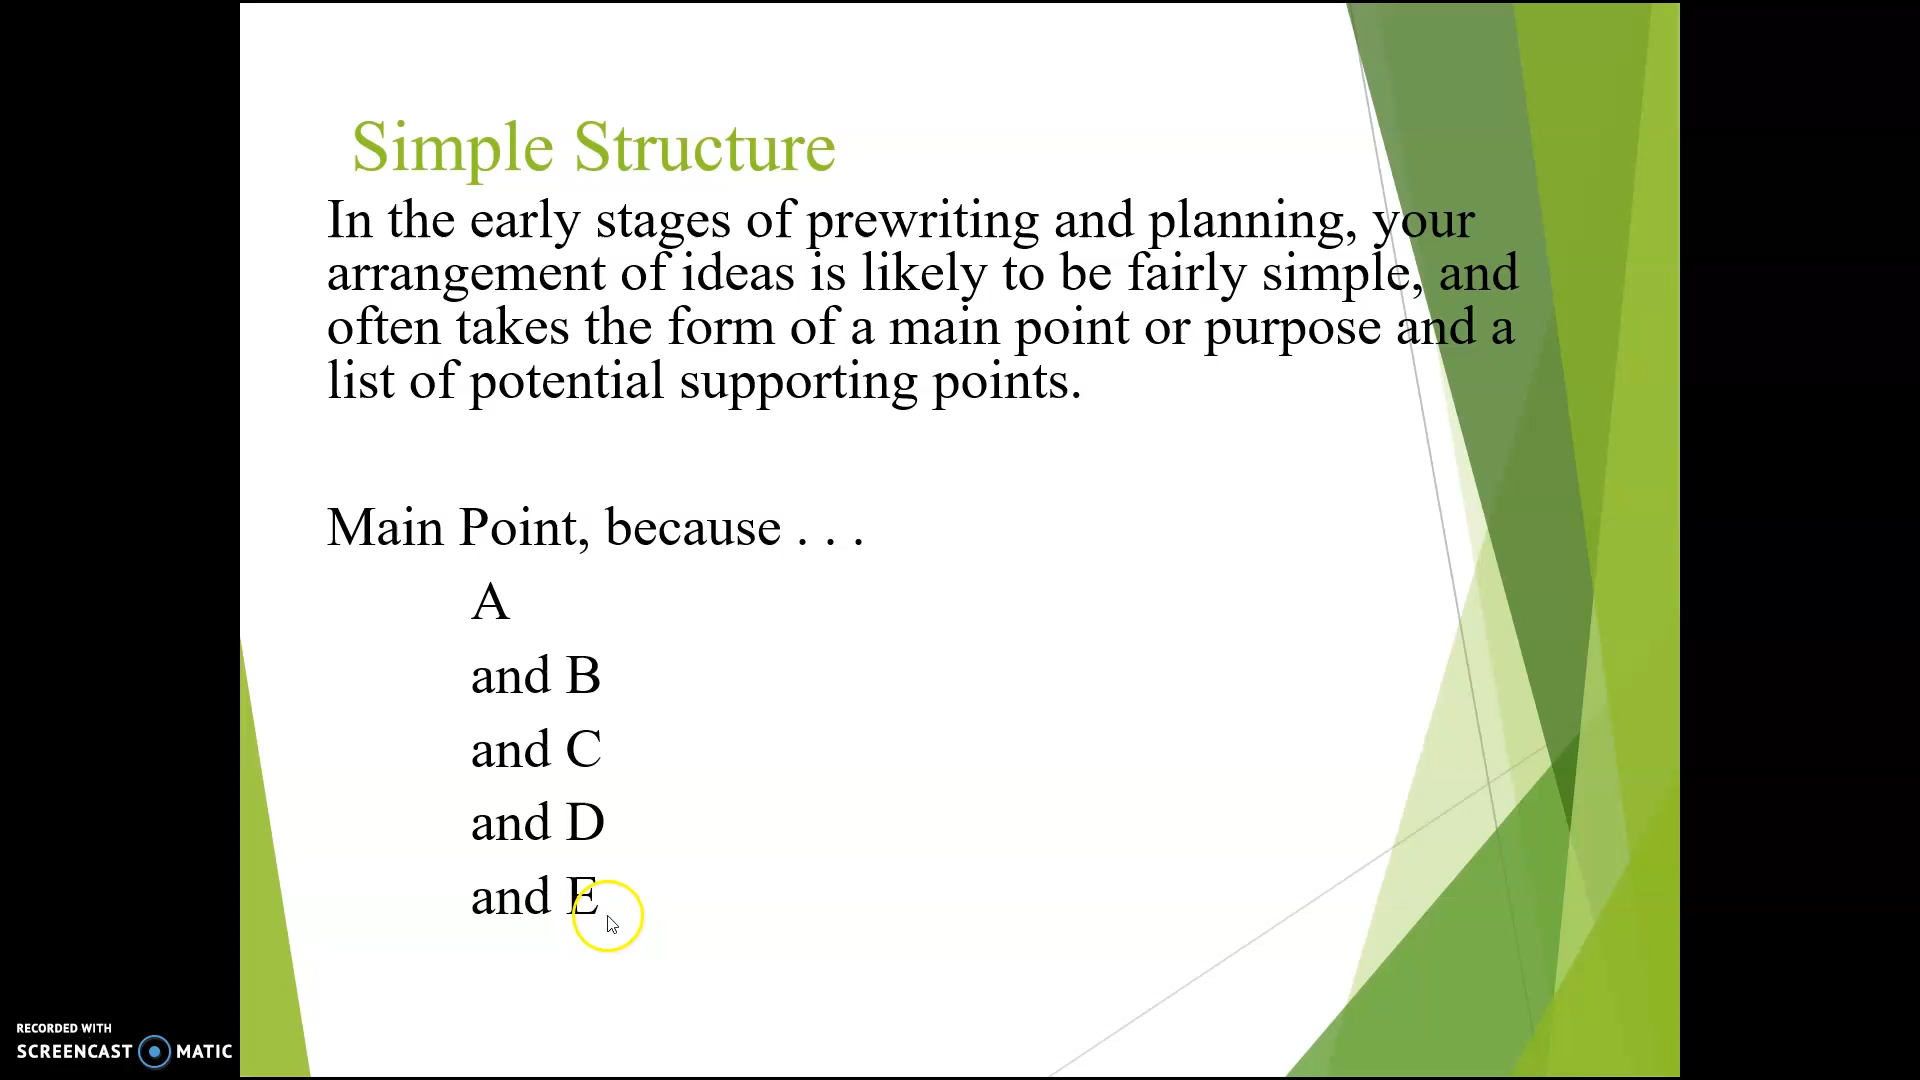 Simple Structure
In the early stages of prewriting and planning, your
arrangement of ideas is likely to be fairly simple, and
often takes the form of a main point or purpose and a
list of potential supporting points.
Main Point, because . . .
A
and B
and C
and D
and E
RECORDED WITH
SCREENCAST MATIC